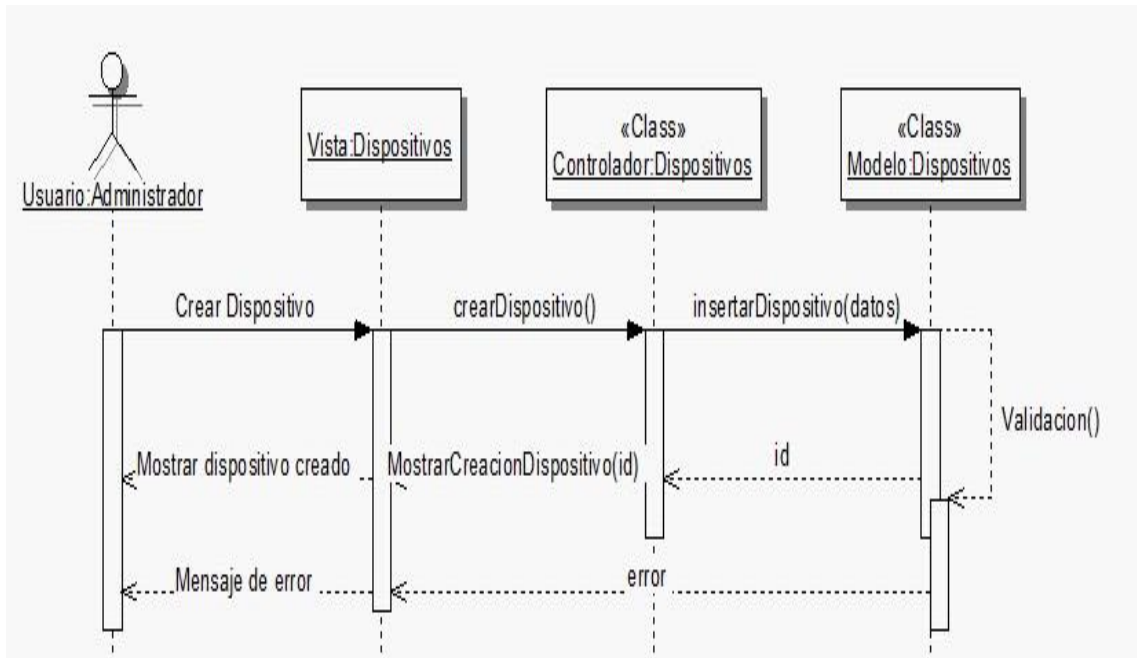 Usuario:Administrador
Vista:Dispositivos
«Class»
Controlador:Dispositivos
«Class»
Modelo:Dispositivos
Crear Dispositivo
crearDispositivo()
insertarDispositivo(datos)
Validacion()
Mostrar dispositivo creado
MostrarCreacionDispositivo(id)
id
Mensaje de error
error